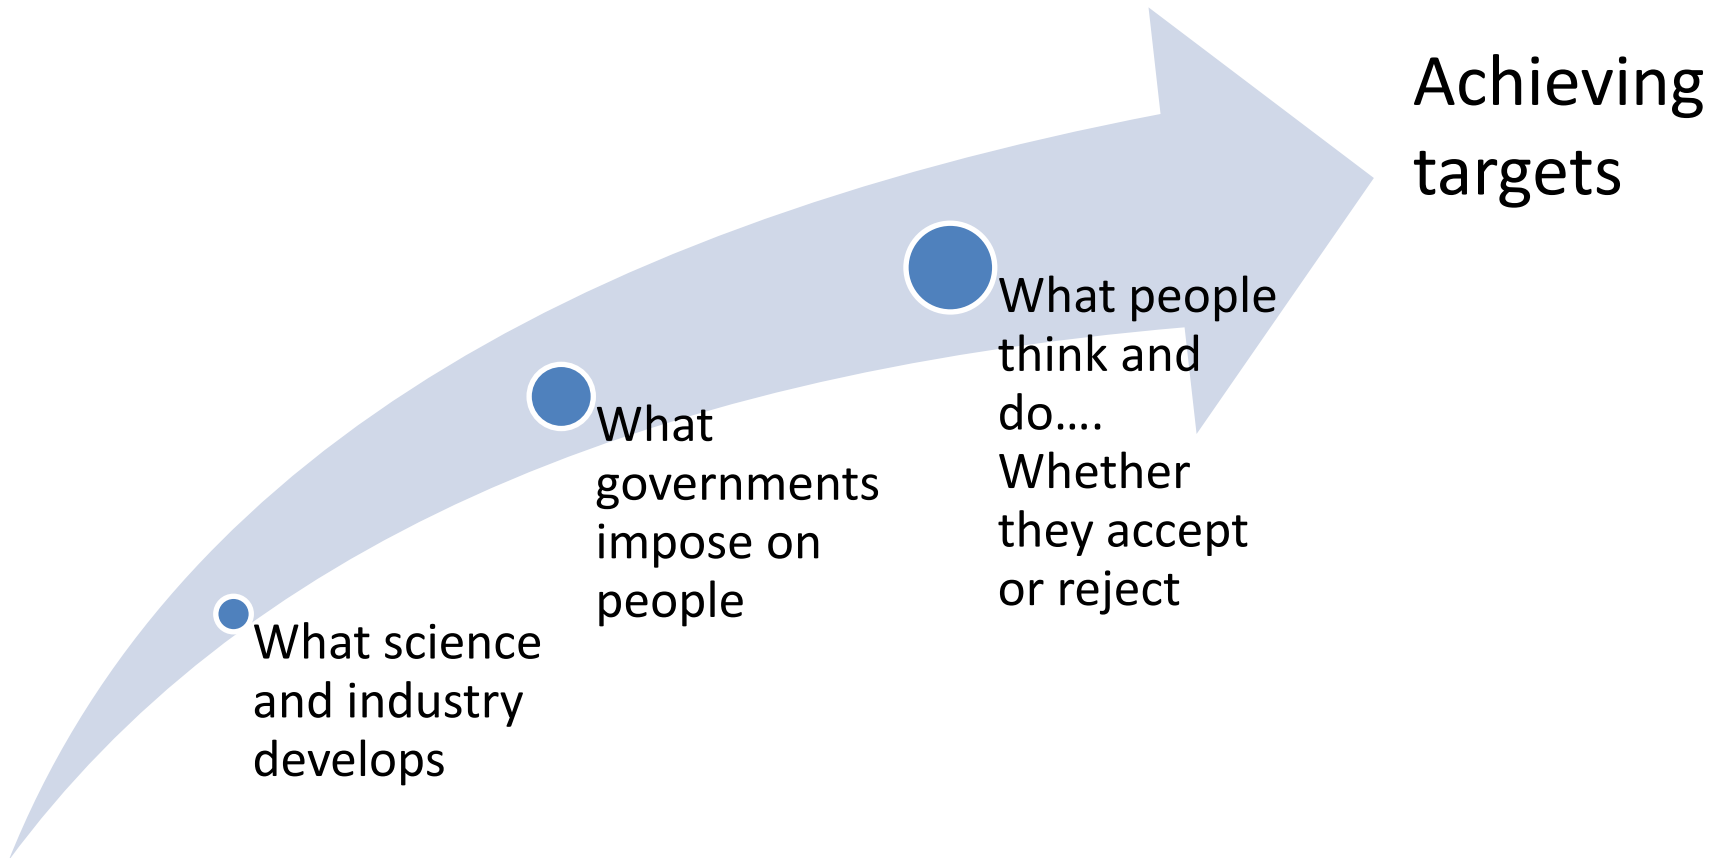 Achieving
targets
What people
think and
do....
Whether
they accept
or reject
What
governments
impose on
people
What science
and industry
develops